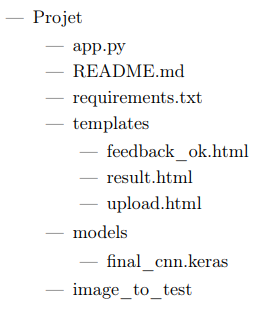 — Projet
— app.py
— README.md
— requirements.txt
— templates
— feedback_ok.html
— result.html
— upload.html
— models
— final_cnn.keras
— image_to_test